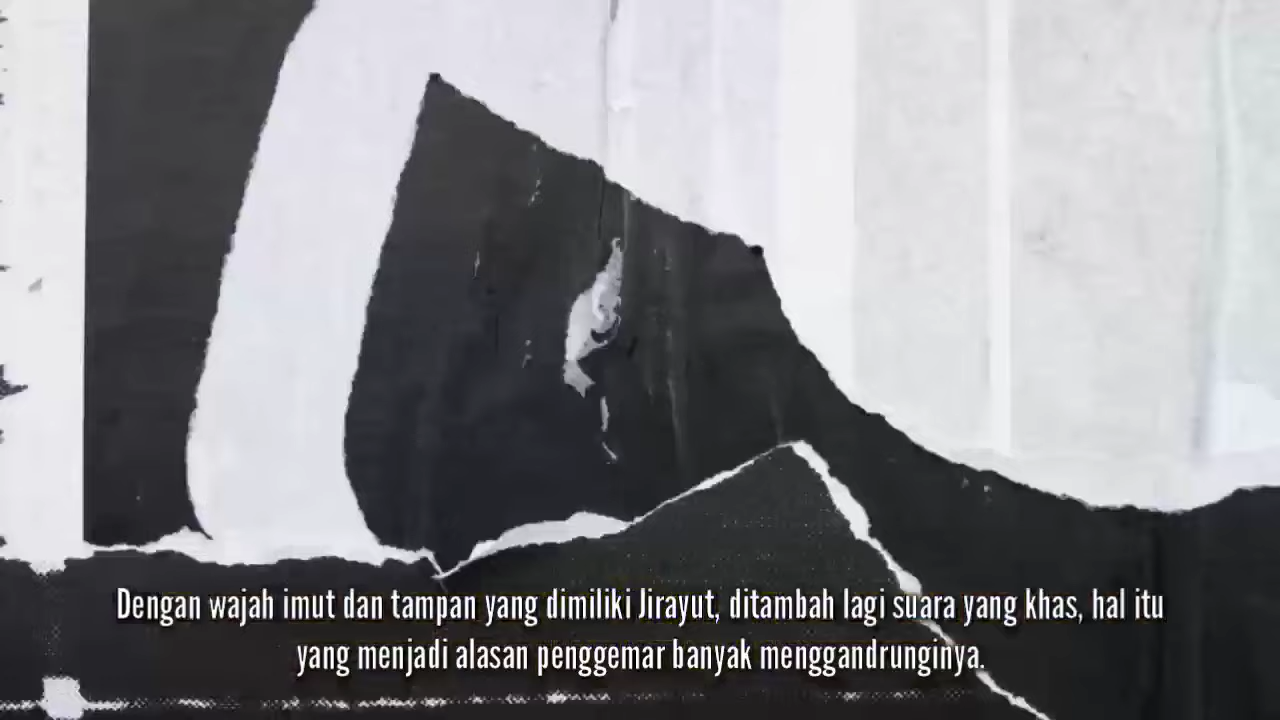 Dengan wajah imut dan tampan yang dimiliki Jirayut, ditambah lagi suara yang khas, hal itu
yang menjadi alasan penggemar banyak menggandrunginya.